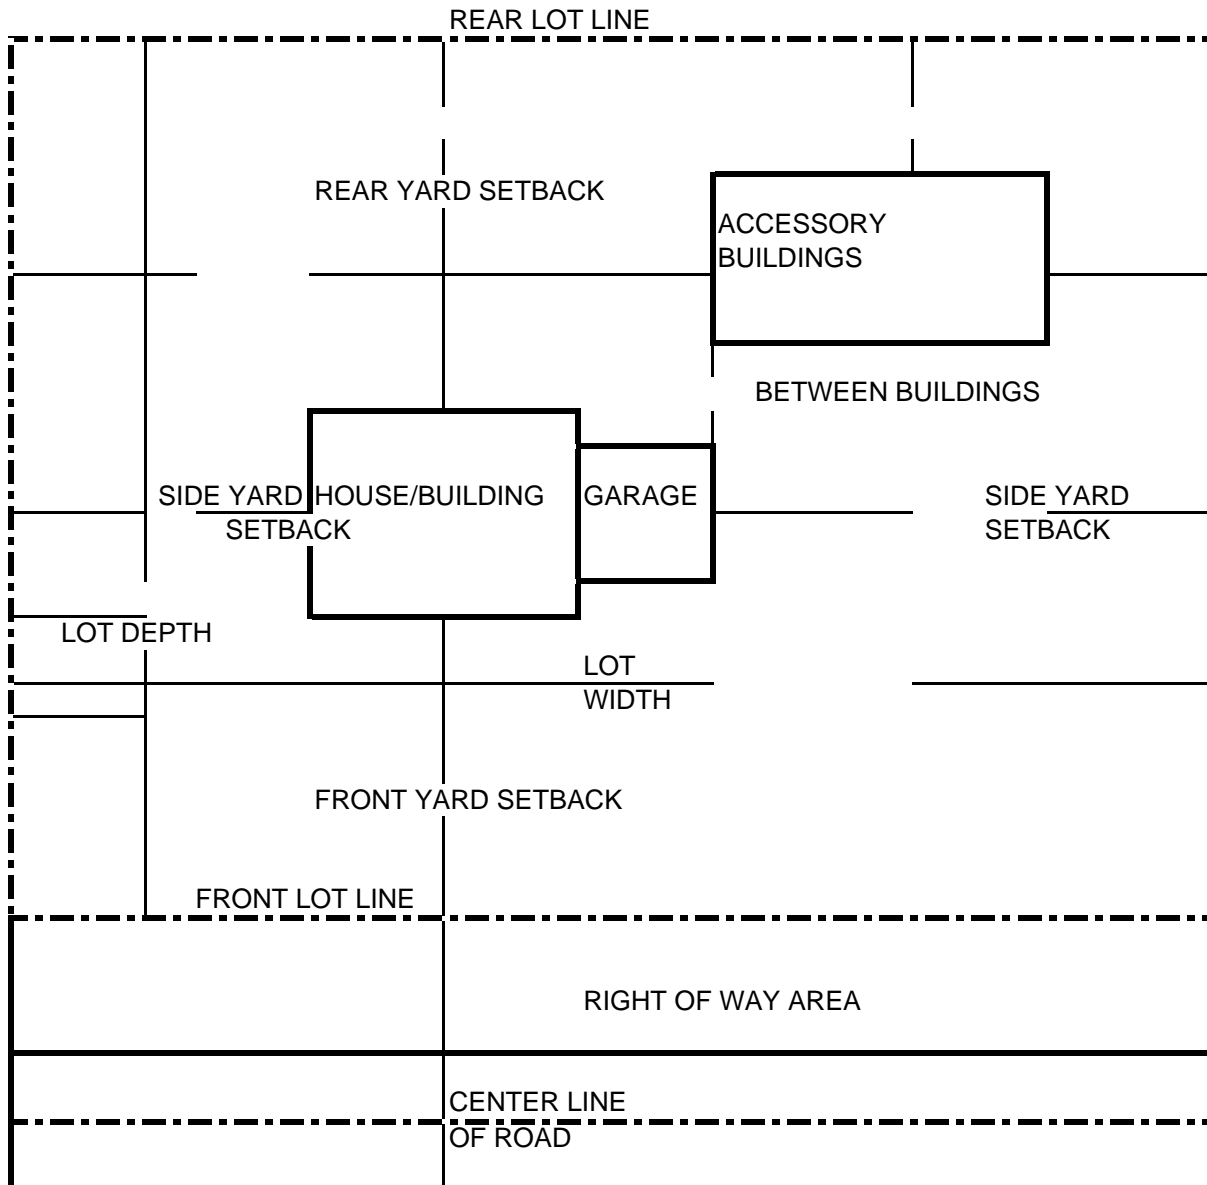 REAR LOT LINE
REAR YARD SETBACK
ACCESSORY
BUILDINGS
BETWEEN BUILDINGS
SIDE YARD
SETBACK
HOUSE/BUILDING
GARAGE
SIDE YARD
SETBACK
LOT DEPTH
LOT
WIDTH
FRONT YARD SETBACK
FRONT LOT LINE
RIGHT OF WAY AREA
CENTER LINE
OF ROAD